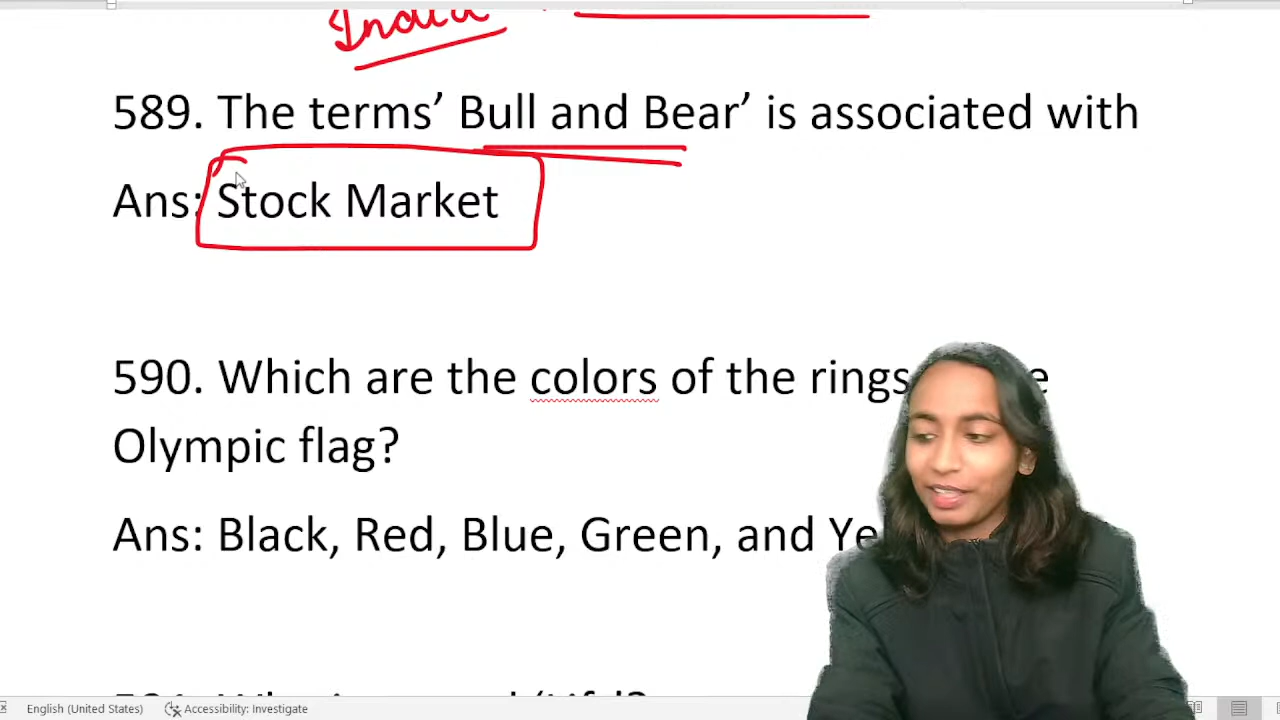 India
589. The terms’ Bull and Bear’ is associated with
Ans: Stock Market
590. Which are the colors of the rings
Olympic flag?
Ans: Black, Red, Blue, Green, and
English (United States) Accessibility: Investigate